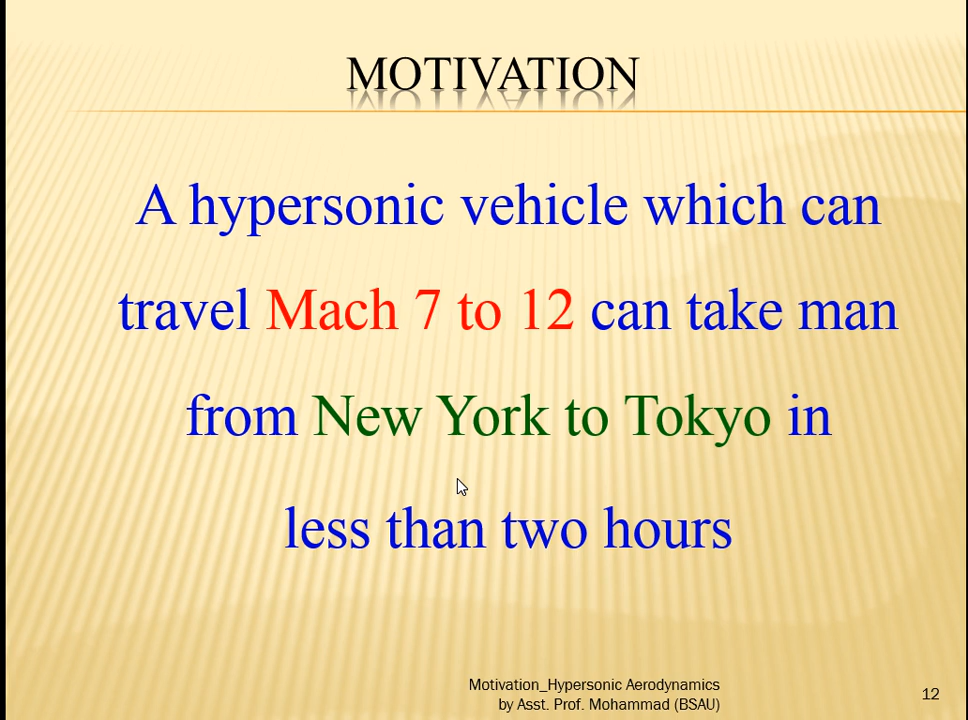 MOTIVATION
A hypersonic vehicle which can
travel Mach 7 to 12 can take man
from New York to Tokyo in
less than two hours
Motivation_Hypersonic Aerodynamics
by Asst. Prof. Mohammad (BSAU)
12